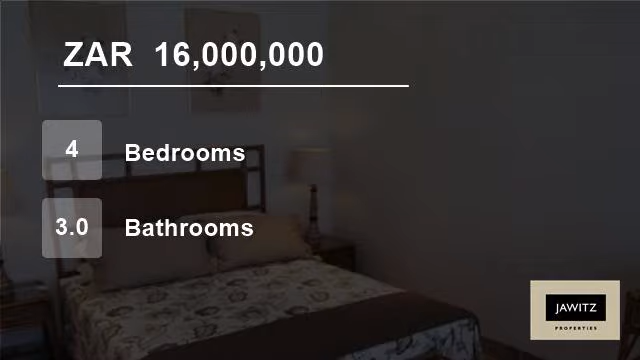 ZAR 16,000,000
4 Bedrooms
3.0 Bathrooms
JAWITZ
PROPERTIES